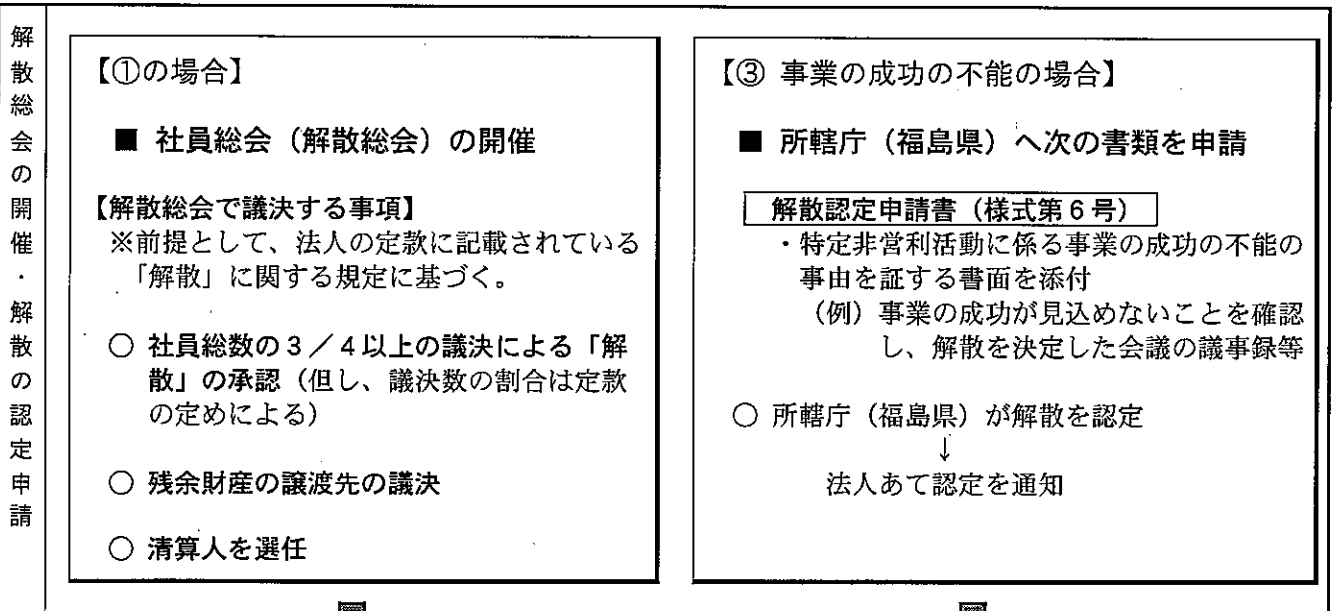 解散総会の開催・解散の認定申請
【①の場合】
■ 社員総会（解散総会）の開催
【解散総会で議決する事項】
※前提として、法人の定款に記載されている
「解散」に関する規定に基づく。
○ 社員総数の３／４以上の議決による「解
散」の承認（但し、議決数の割合は定款
の定めによる）
○ 残余財産の譲渡先の議決
○ 清算人を選任
【③ 事業の成功の不能の場合】
■ 所轄庁（福島県）へ次の書類を申請
解散認定申請書（様式第６号）
・特定非営利活動に係る事業の成功の不能の
事由を証する書面を添付
（例）事業の成功が見込めないことを確認
し、解散を決定した会議の議事録等
○ 所轄庁（福島県）が解散を認定
↓
法人あて認定を通知